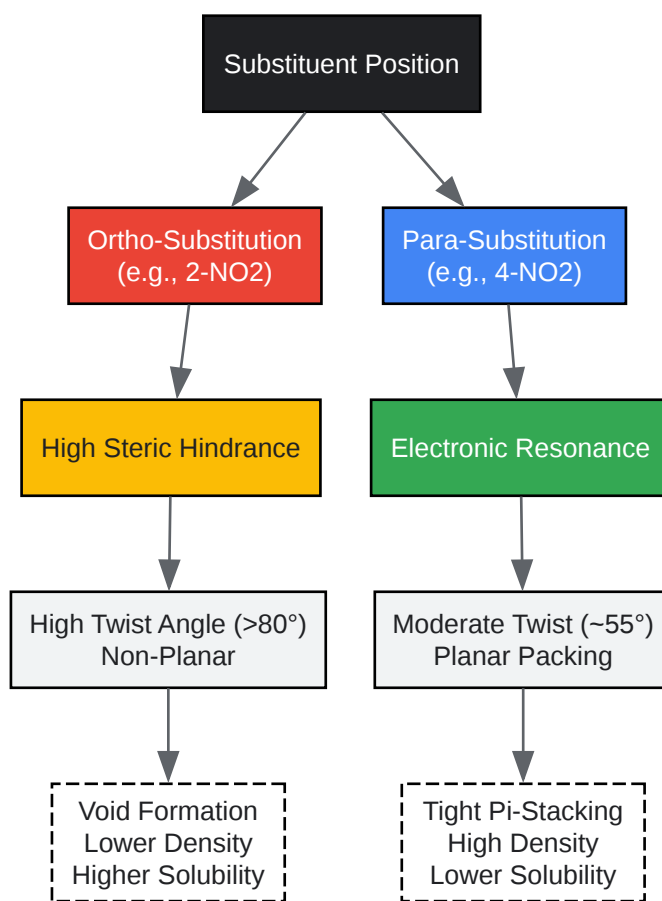 Substituent Position
Ortho-Substitution
(e.g., 2-NO2)
Para-Substitution
(e.g., 4-NO2)
High Steric Hindrance
Electronic Resonance
High Twist Angle (>80°)
Non-Planar
Moderate Twist (~55°)
Planar Packing
Void Formation
Lower Density
Higher Solubility
Tight Pi-Stacking
High Density
Lower Solubility